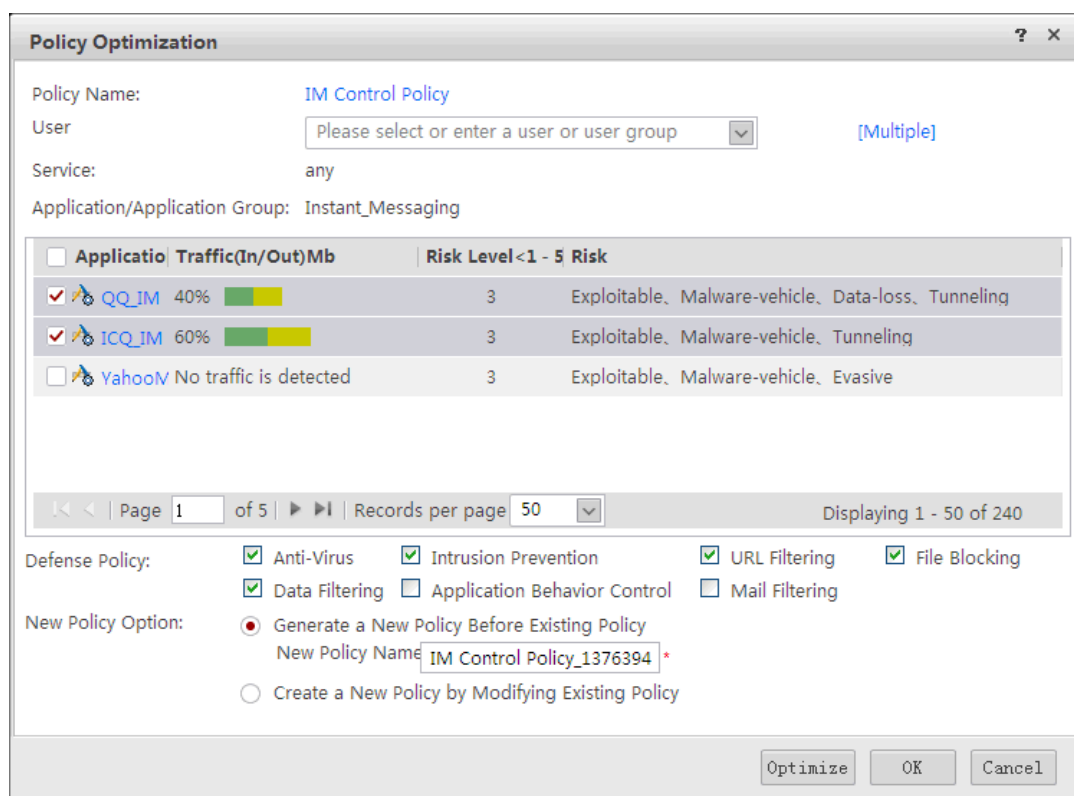 Policy Optimization ? ×
Policy Name: IM Control Policy
User Please select or enter a user or user group [Multiple]
Service: any
Application/Application Group: Instant_Messaging
Applicatio Traffic(In/Out)Mb Risk Level<1 - 5 Risk
QQ_IM 40% 3 Exploitable、Malware-vehicle、Data-loss、Tunneling
ICQ_IM 60% 3 Exploitable、Malware-vehicle、Tunneling
YahooM No traffic is detected 3 Exploitable、Malware-vehicle、Evasive
Page 1 of 5 Records per page 50 Displaying 1 - 50 of 240
Defense Policy: Anti-Virus Intrusion Prevention URL Filtering File Blocking
Data Filtering Application Behavior Control Mail Filtering
New Policy Option: Generate a New Policy Before Existing Policy
New Policy Name IM Control Policy_1376394 *
Create a New Policy by Modifying Existing Policy
Optimize OK Cancel